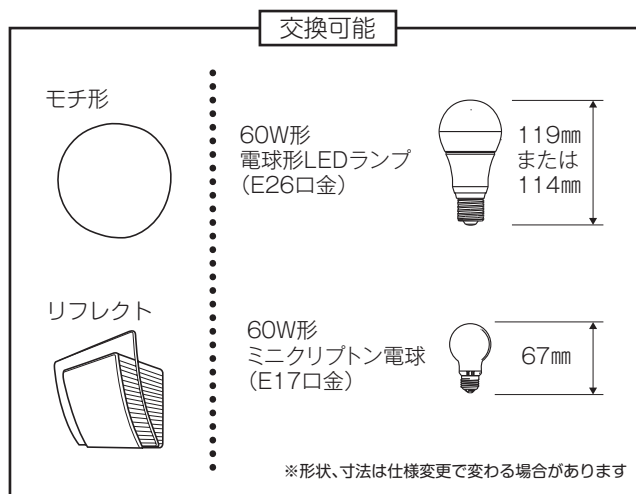 交換可能
モチ形
60W形
電球形LEDランプ
（E26口金）
119㎜
または
114㎜
リフレクト
60W形
ミニクリプトン電球
（E17口金）
67㎜
※形状、寸法は仕様変更で変わる場合があります